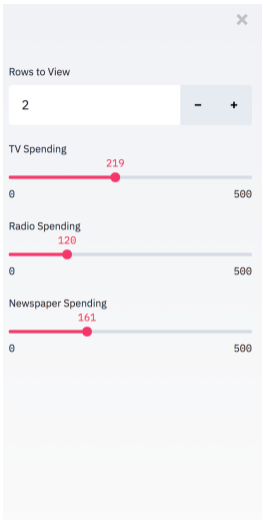 ×
Rows to View
2 − +
TV Spending
219
0 500
Radio Spending
120
0 500
Newspaper Spending
161
0 500